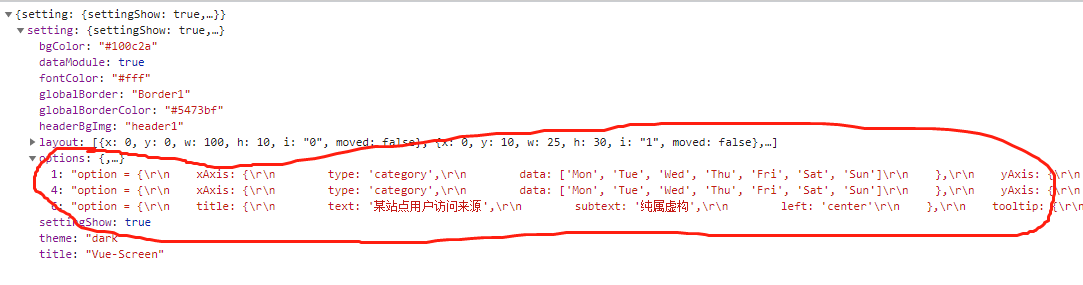 {setting: {settingShow: true,…}}
setting: {settingShow: true,…}
bgColor: "#100c2a"
dataModule: true
fontColor: "#fff"
globalBorder: "Border1"
globalBorderColor: "#5473bf"
headerBgImg: "header1"
layout: [{x: 0, y: 0, w: 100, h: 10, i: "0", moved: false}, {x: 0, y: 10, w: 25, h: 30, i: "1", moved: false},…]
options: {,…}
1: "option = {\r\n    xAxis: {\r\n        type: 'category',\r\n        data: ['Mon', 'Tue', 'Wed', 'Thu', 'Fri', 'Sat', 'Sun']\r\n    },\r\n    yAxis: {\r\n
4: "option = {\r\n    xAxis: {\r\n        type: 'category',\r\n        data: ['Mon', 'Tue', 'Wed', 'Thu', 'Fri', 'Sat', 'Sun']\r\n    },\r\n    yAxis: {\r\n
"option = {\r\n    title: {\r\n        text: '某站点用户访问来源',\r\n        subtext: '纯属虚构',\r\n        left: 'center'\r\n    },\r\n    tooltip: {\r\n
settingShow: true
theme: "dark"
title: "Vue-Screen"